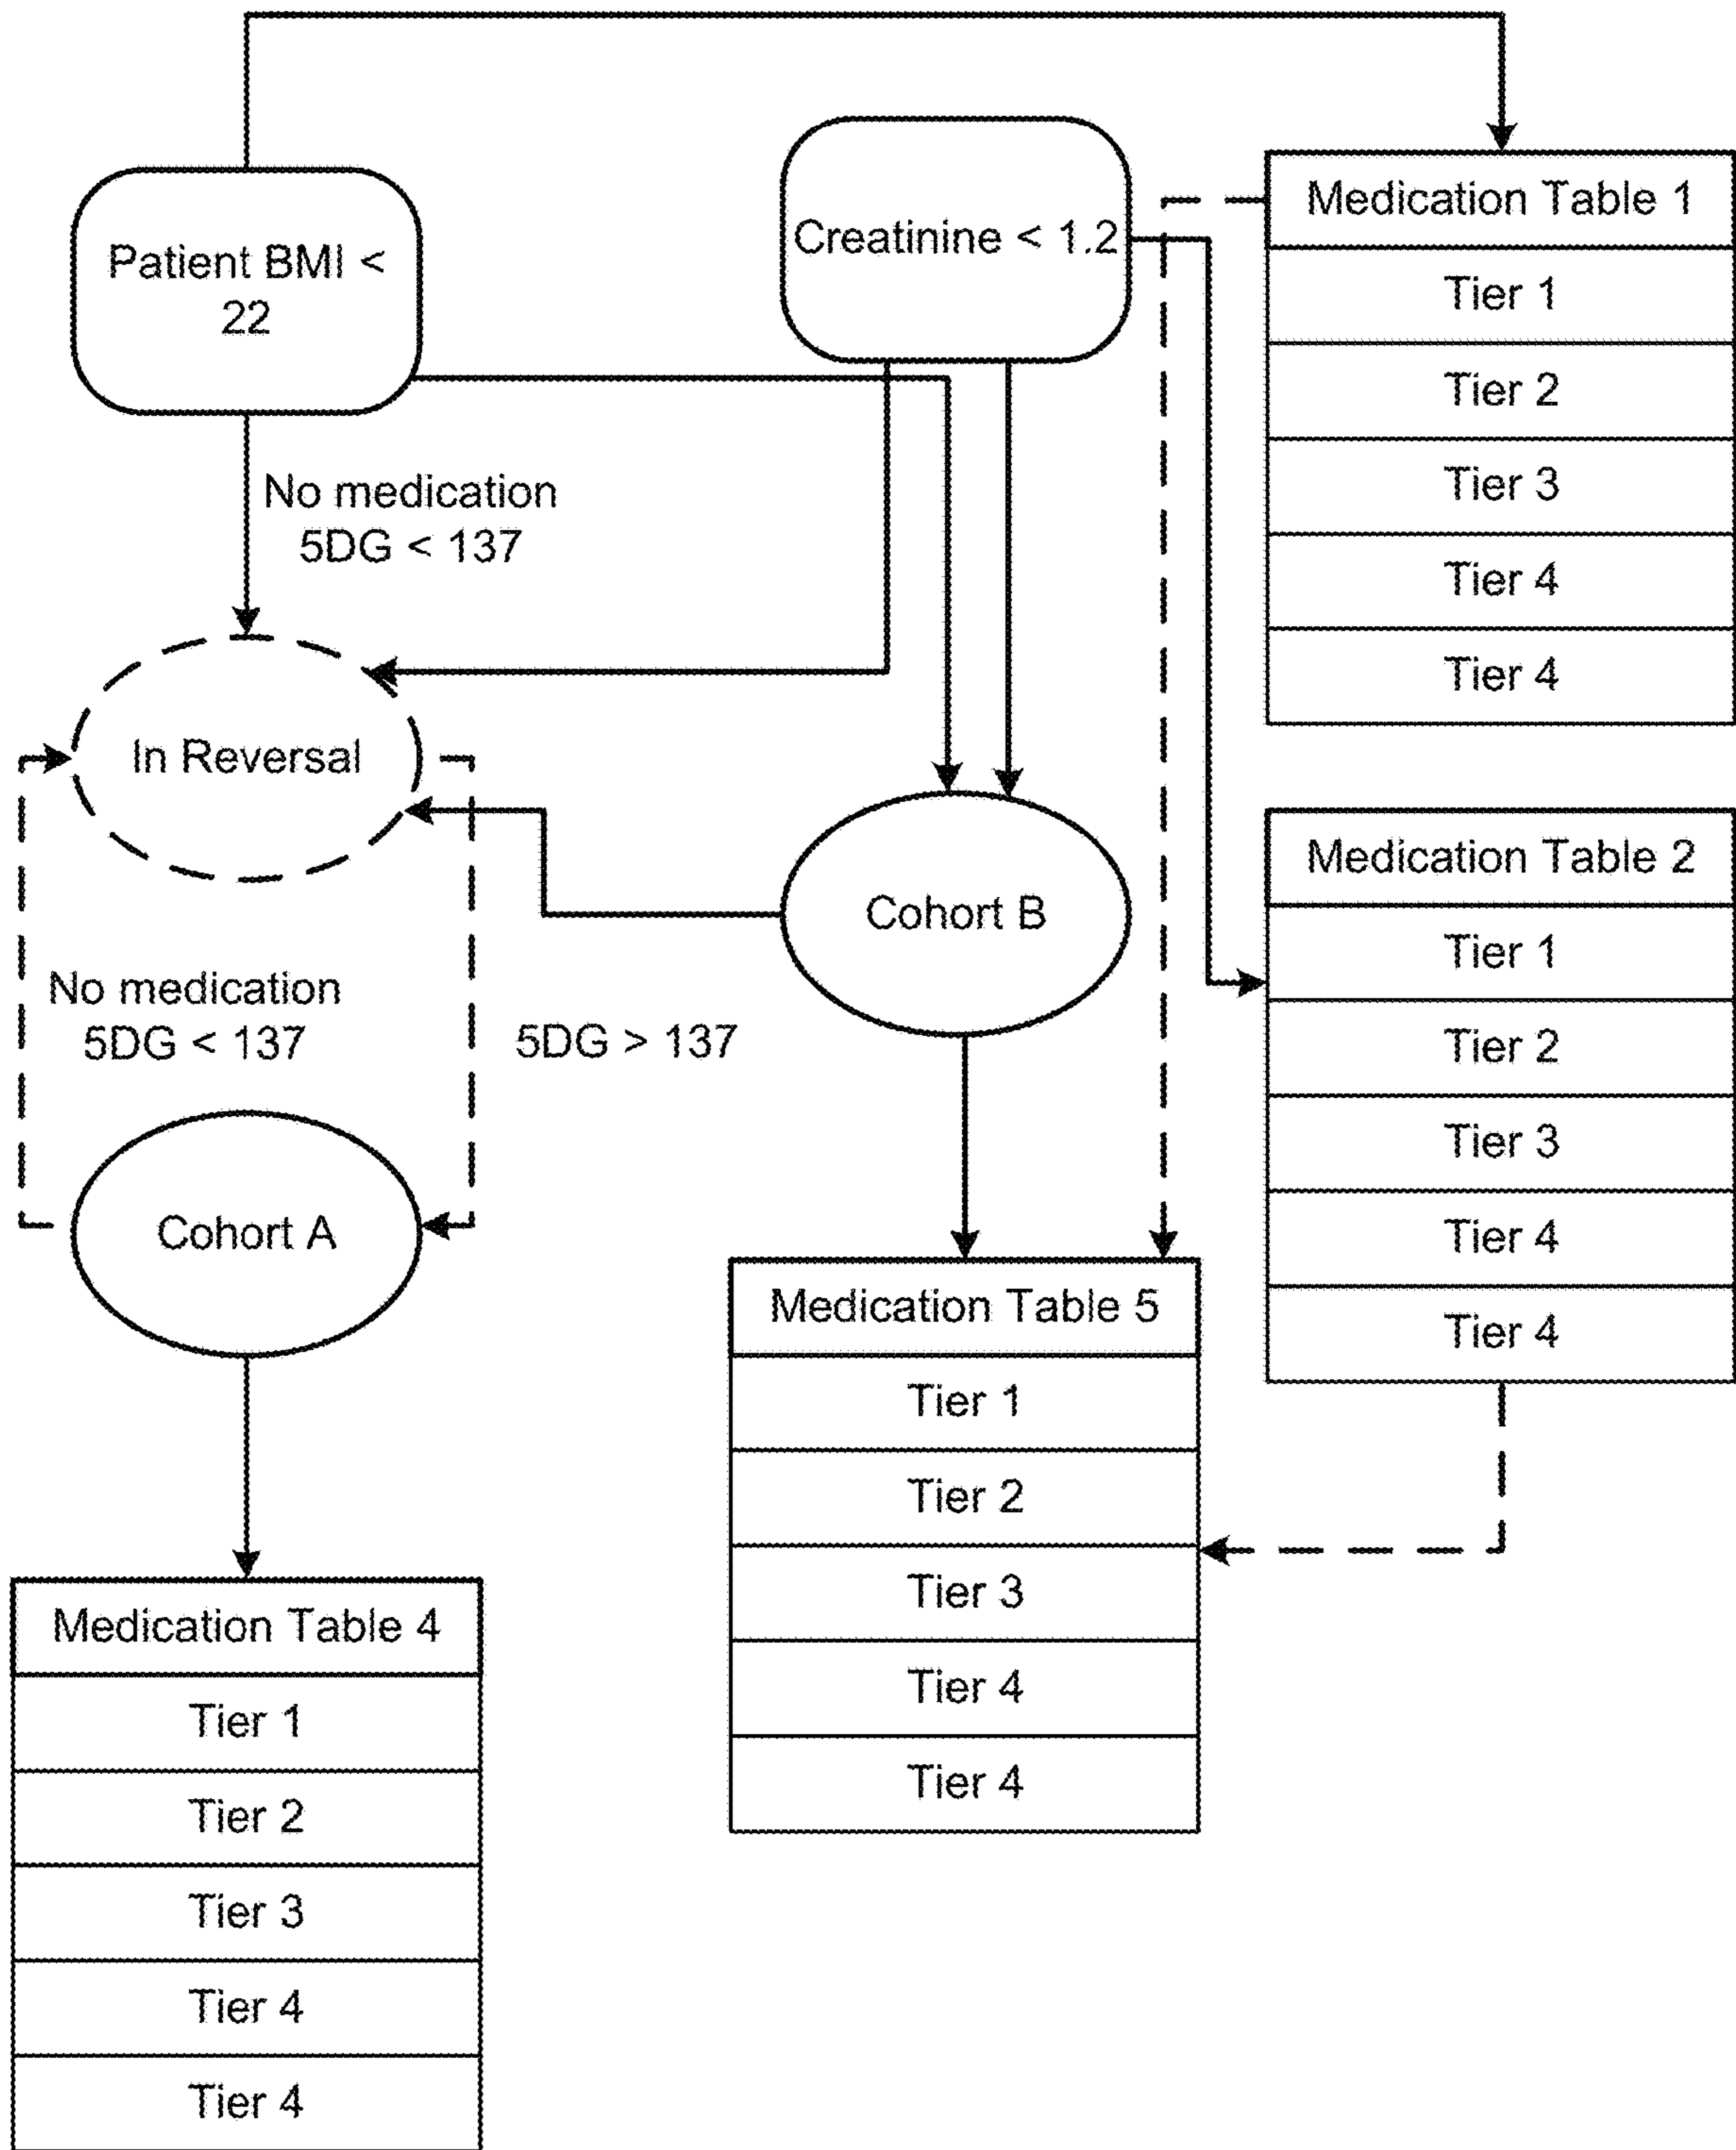 Patient BMI <
22
Creatinine < 1.2
Medication Table 1
Tier 1
Tier 2
Tier 3
Tier 4
Tier 4
No medication
5DG < 137
In Reversal
Cohort B
Medication Table 2
Tier 1
Tier 2
Tier 3
Tier 4
Tier 4
No medication
5DG < 137
5DG > 137
Cohort A
Medication Table 5
Tier 1
Tier 2
Tier 3
Tier 4
Tier 4
Medication Table 4
Tier 1
Tier 2
Tier 3
Tier 4
Tier 4